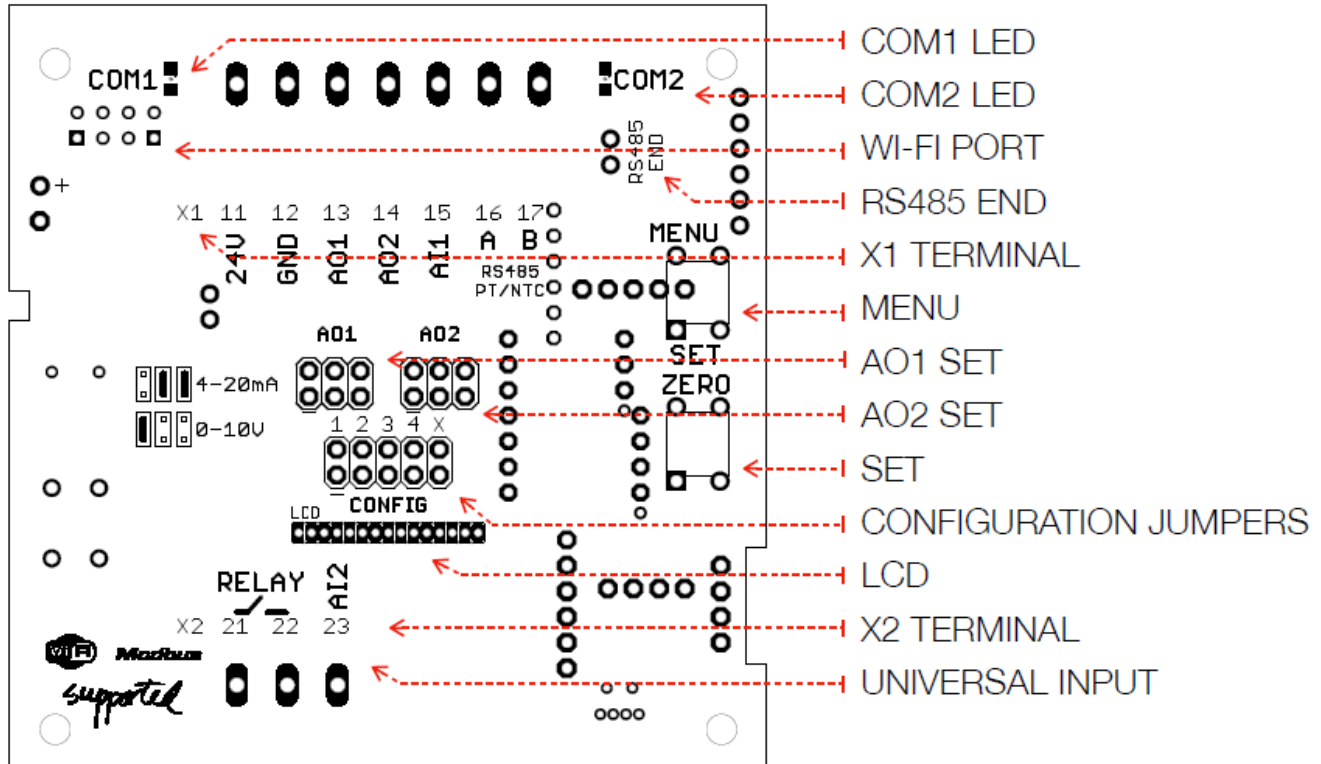 COM1 LED
COM1
COM2
COM2 LED
WI-FI PORT
RS485
END
RS485 END
+
X1 11 12 13 14 15 16 17
24V GND AO1 AO2 AI1 A B
RS485
PT/NTC
X1 TERMINAL
MENU
MENU
AO1 AO2
SET
AO1 SET
4-20mA
ZERO
AO2 SET
0-10V
1 2 3 4 X
SET
CONFIG
LCD
CONFIGURATION JUMPERS
LCD
RELAY AI2
X2 21 22 23
X2 TERMINAL
WiFi Modbus
supported
UNIVERSAL INPUT